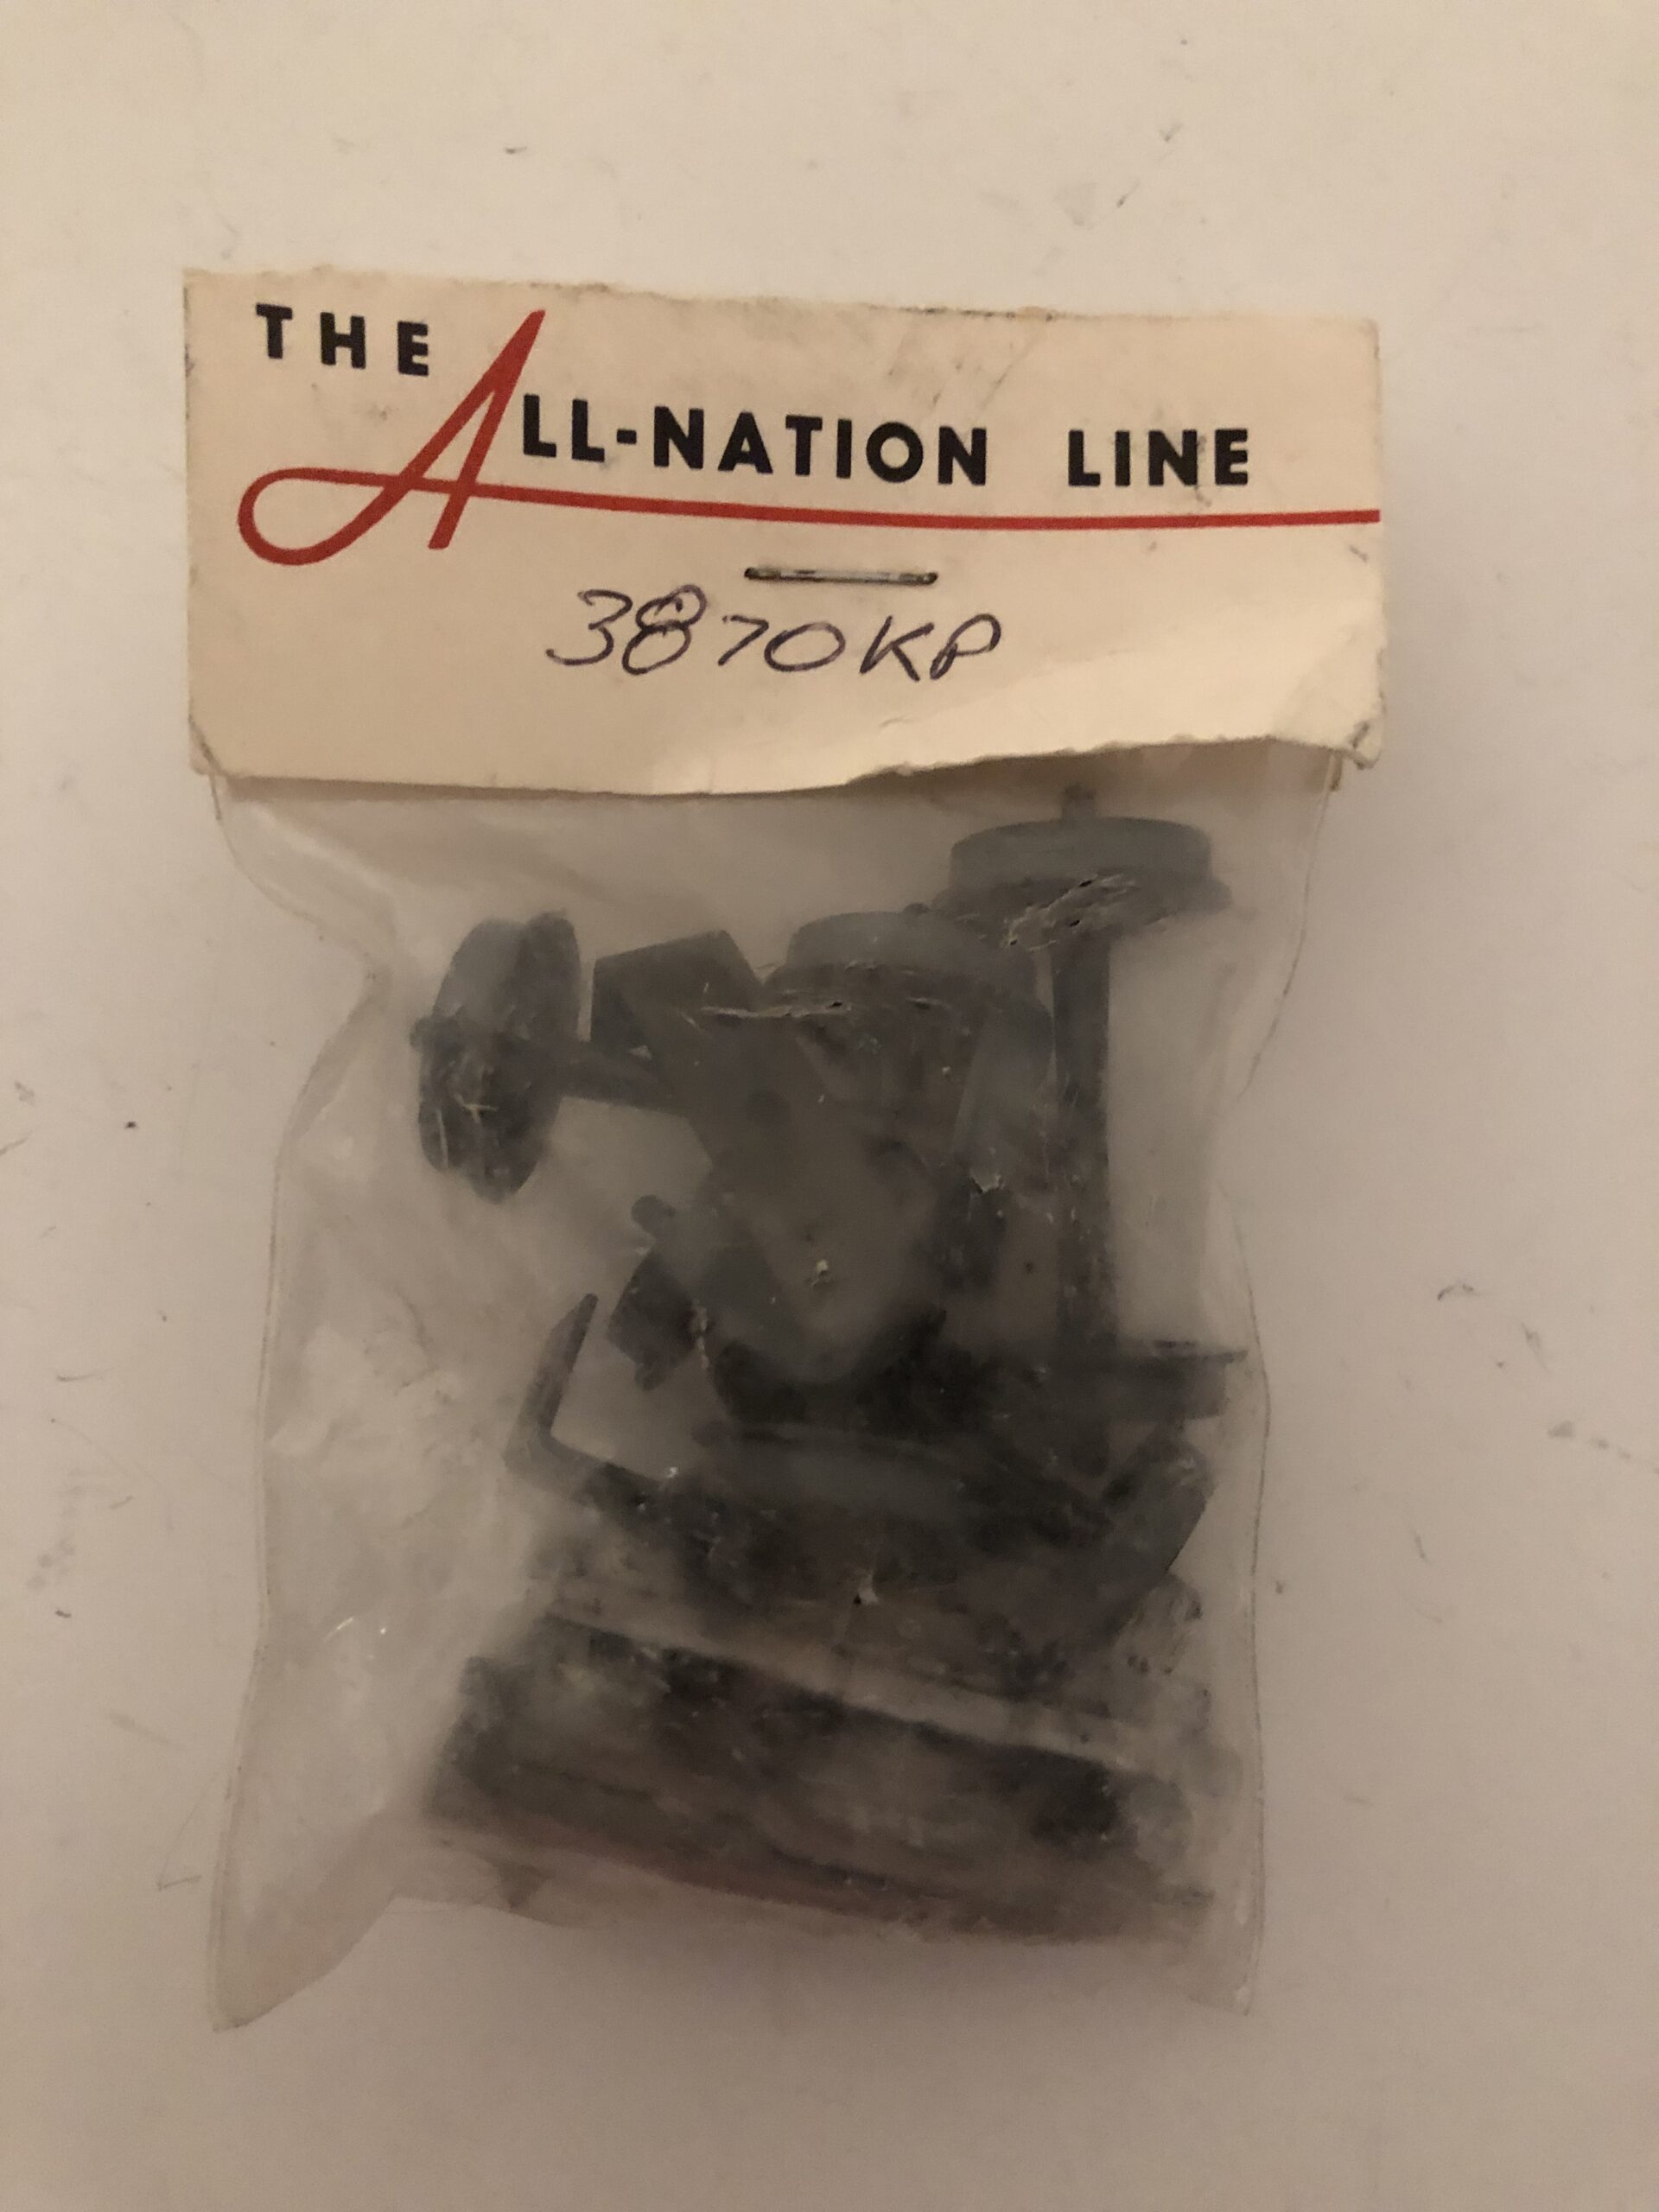 THE
ALL-NATION LINE
3870KP